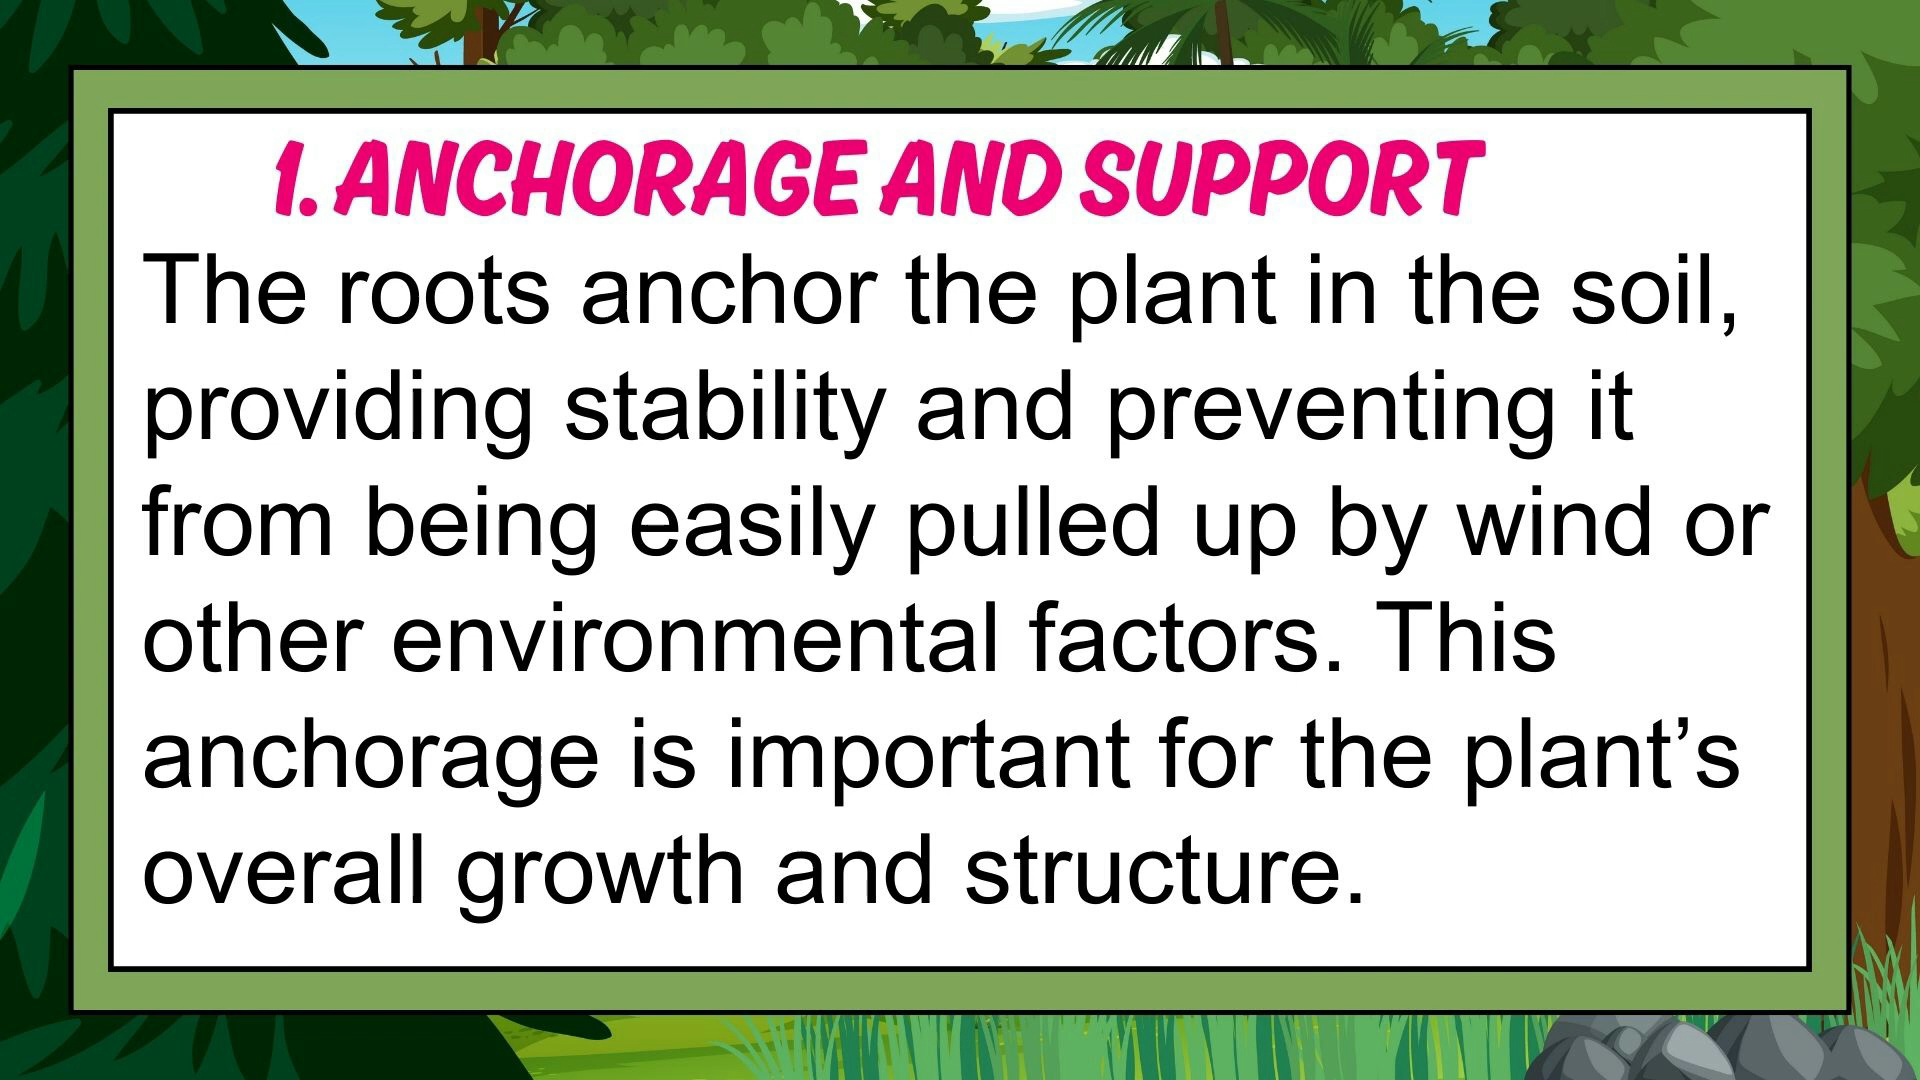 1. ANCHORAGE AND SUPPORT
The roots anchor the plant in the soil,
providing stability and preventing it
from being easily pulled up by wind or
other environmental factors. This
anchorage is important for the plant’s
overall growth and structure.